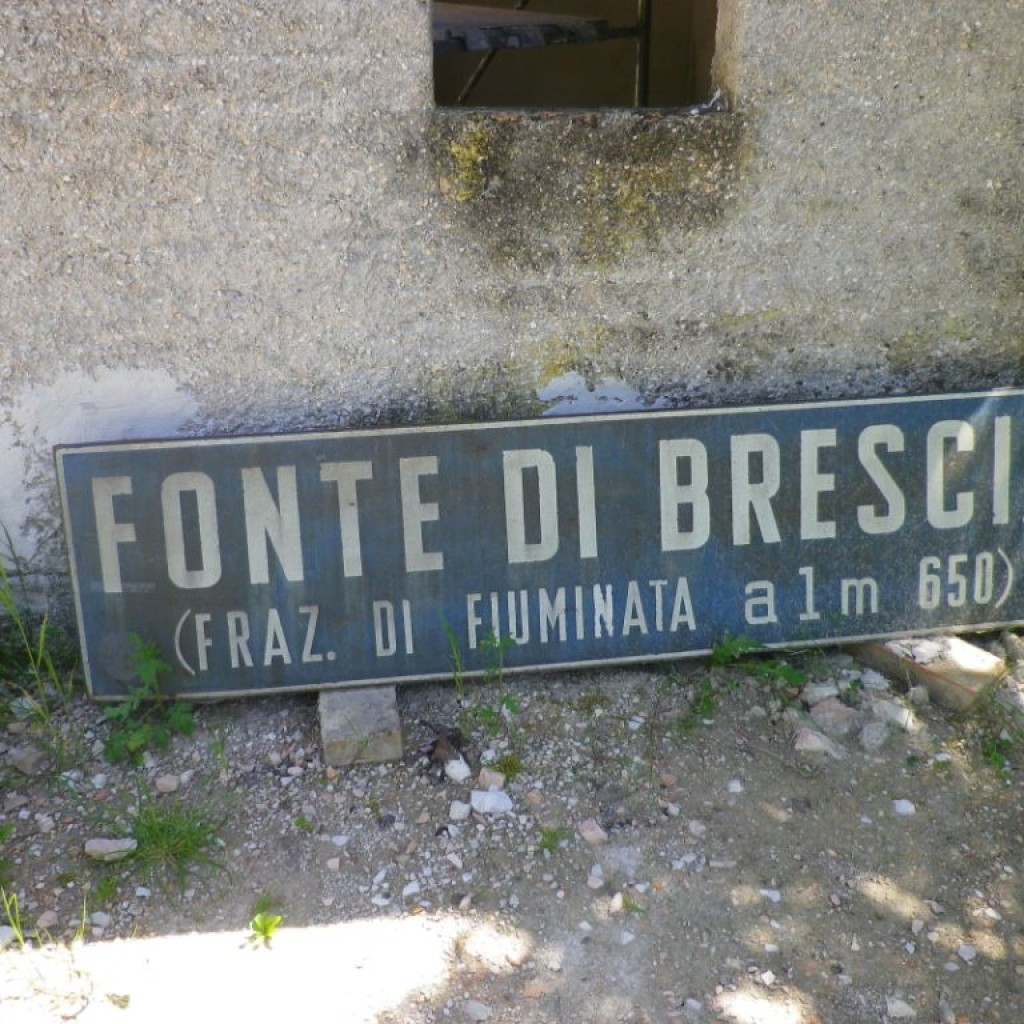 FONTE DI BRESCI
(FRAZ. DI FIUMINATA a l m 650)